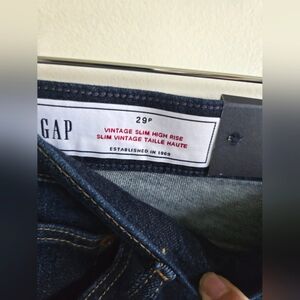 GAP
29P
VINTAGE SLIM HIGH RISE
SLIM VINTAGE TAILLE HAUTE
ESTABLISHED IN 1969